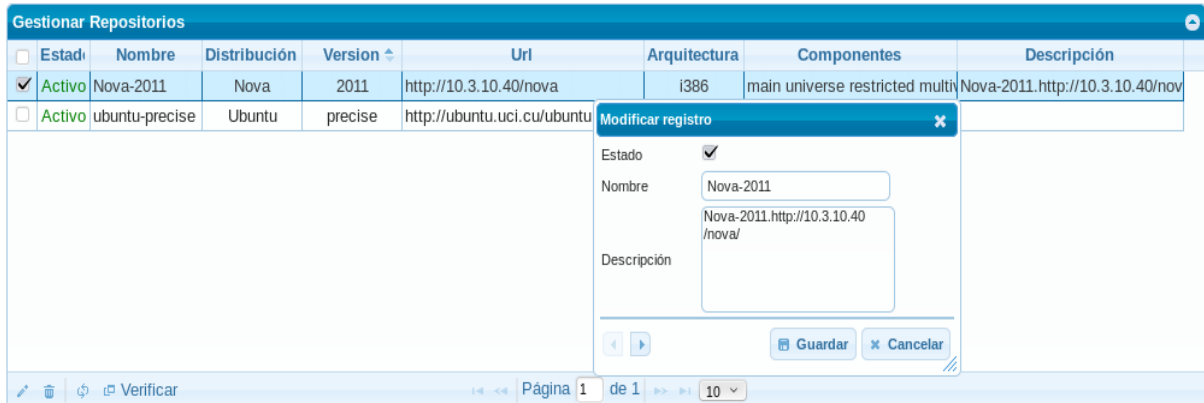 Gestionar Repositorios
Estad Nombre Distribución Version Url Arquitectura Componentes Descripción
Activo Nova-2011 Nova 2011 http://10.3.10.40/nova i386 main universe restricted multiv Nova-2011.http://10.3.10.40/nov
Activo ubuntu-precise Ubuntu precise http://ubuntu.uci.cu/ubuntu
Modificar registro
Estado
Nombre Nova-2011
Nova-2011.http://10.3.10.40
/nova/
Descripción
Guardar Cancelar
Verificar Página 1 de 1 10